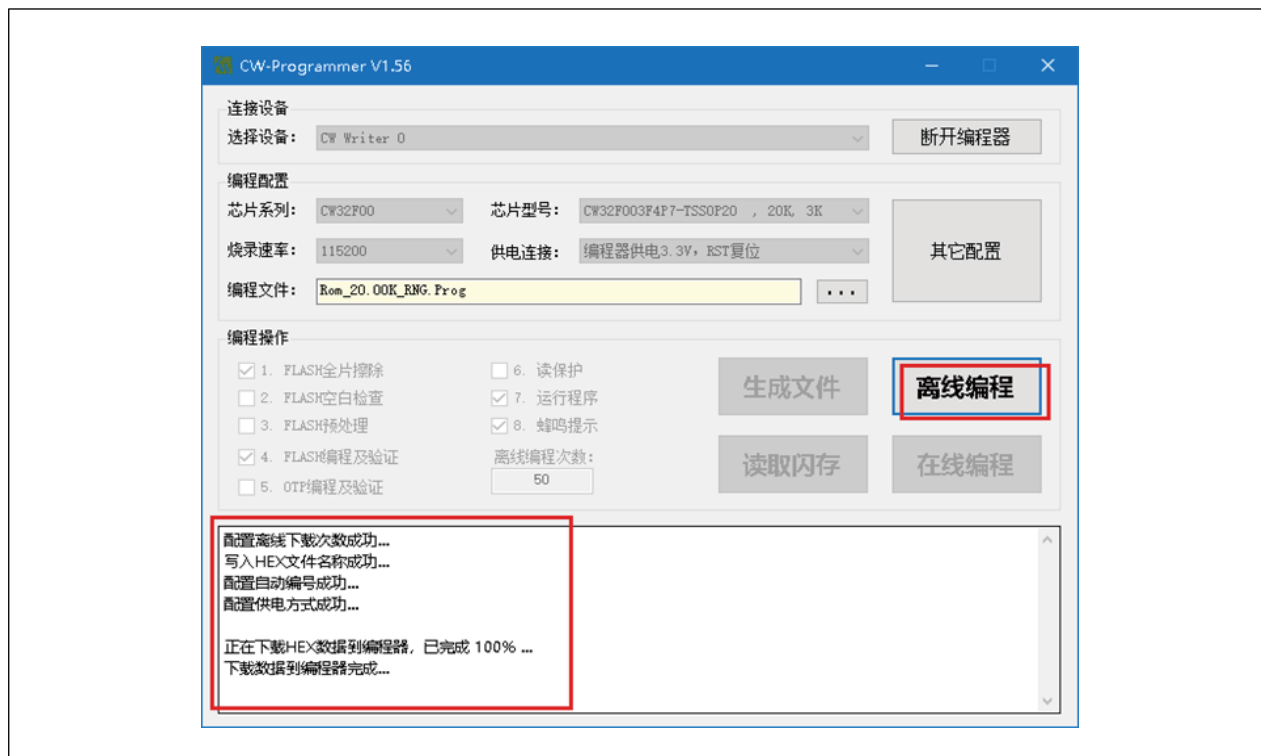 CW-Programmer V1.56
连接设备
选择设备： CW Writer 0 断开编程器
编程配置
芯片系列： CW32F00 芯片型号： CW32F003F4P7-TSSOP20 , 20K, 3K
烧录速率： 115200 供电连接： 编程器供电3.3V，RST复位 其它配置
编程文件： Rom_20.00K_RNG.Prog ...
编程操作
1. FLASH全片擦除 6. 读保护
2. FLASH空白检查 7. 运行程序
3. FLASH预处理 8. 蜂鸣提示
生成文件 离线编程
4. FLASH编程及验证 离线编程次数：
5. OTP编程及验证 50
读取闪存 在线编程
配置离线下载次数成功...
写入HEX文件名称成功...
配置自动编号成功...
配置供电方式成功...
正在下载HEX数据到编程器，已完成 100% ...
下载数据到编程器完成...